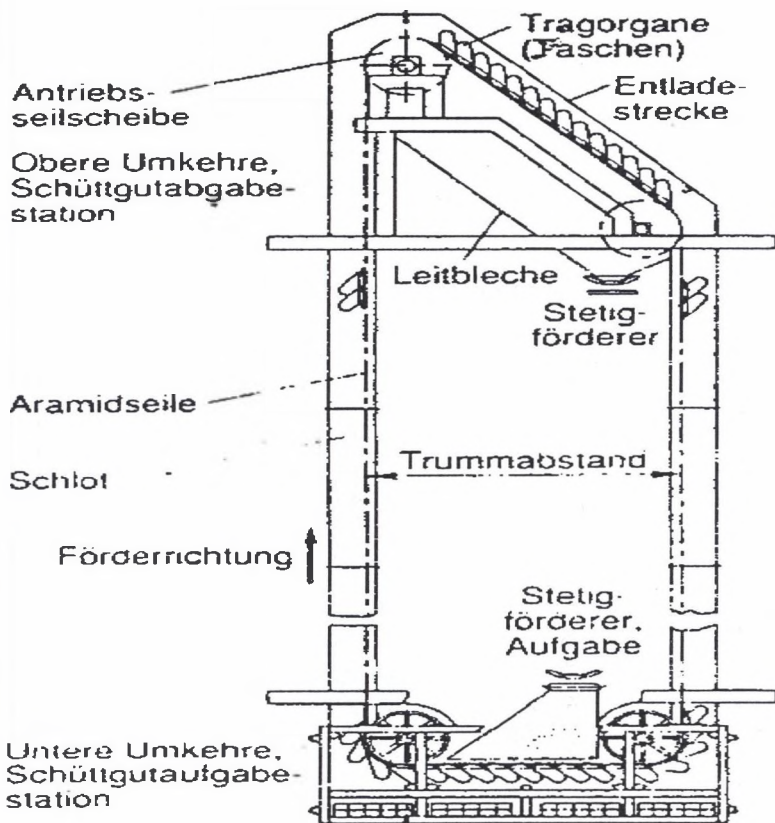 Tragorgane
(Taschen)
Entlade-
strecke
Antriebs-
seilscheibe
Obere Umkehre,
Schüttgutabgabe-
station
Leitbleche
Stetig-
förderer
Aramidseile
Trummabstand
Schlot
Förderrichtung
Stetig-
förderer,
Aufgabe
Untere Umkehre,
Schüttgutaufgabe-
station